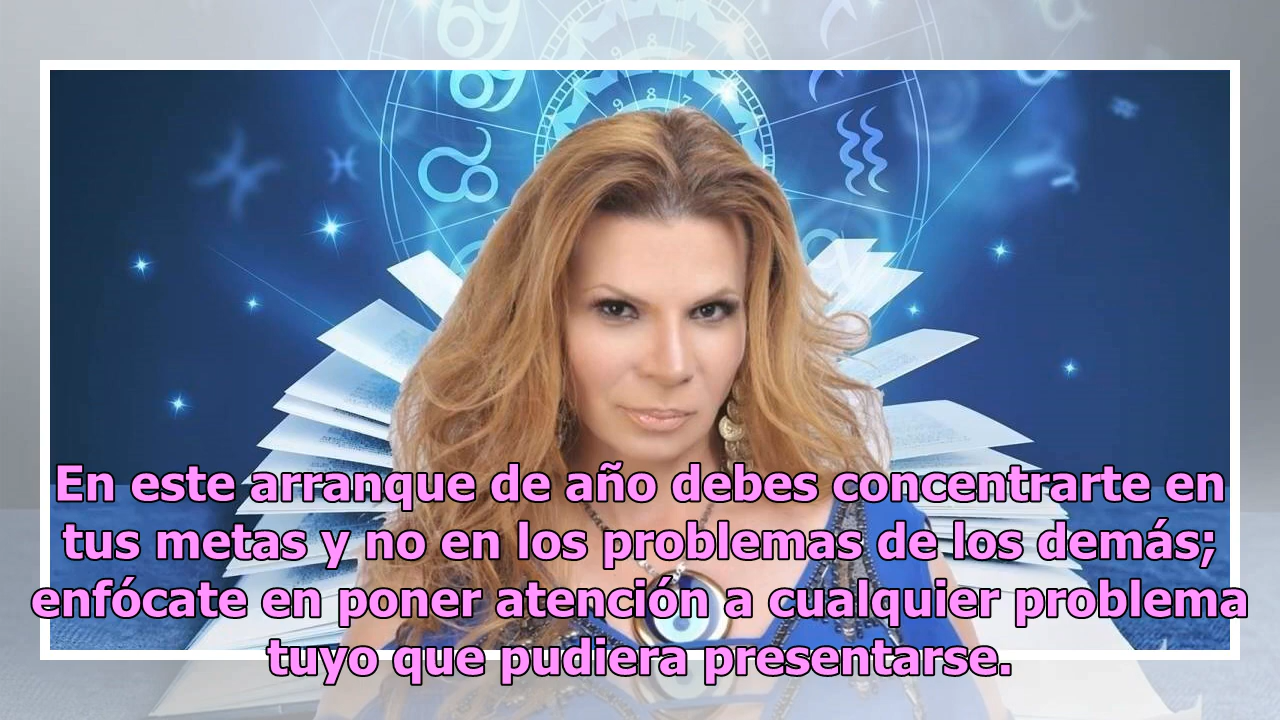 En este arranque de año debes concentrarte en
tus metas y no en los problemas de los demás;
enfócate en poner atención a cualquier problema
tuyo que pudiera presentarse.